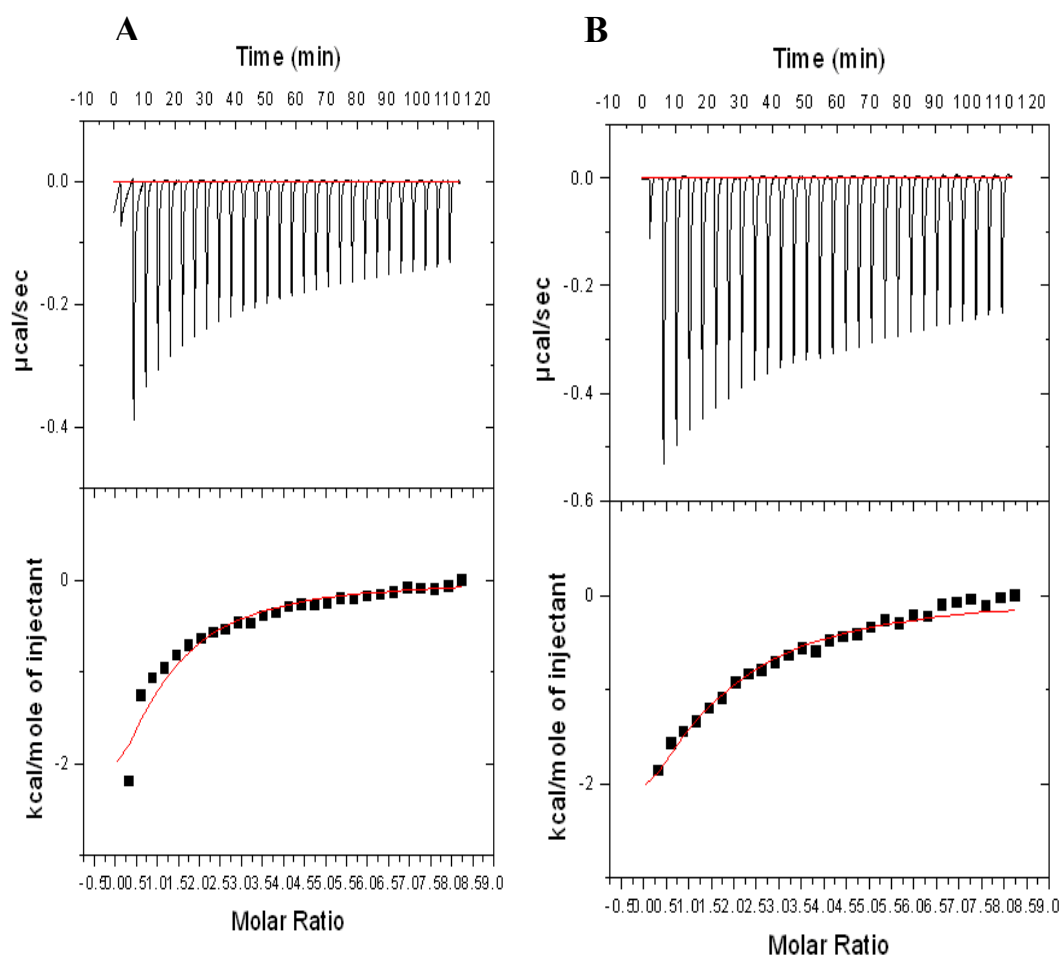 A
B
Time (min)
Time (min)
-10 0 10 20 30 40 50 60 70 80 90 100 110 120
-10 0 10 20 30 40 50 60 70 80 90 100 110 120
0.0
-0.2
-0.4
µcal/sec
0.0
-0.2
-0.4
-0.6
µcal/sec
0
-2
kcal/mole of injectant
0
-2
kcal/mole of injectant
-0.50.00.51.01.52.02.53.03.54.04.55.05.56.06.57.07.58.08.59.0
-0.50.00.51.01.52.02.53.03.54.04.55.05.56.06.57.07.58.08.59.0
Molar Ratio
Molar Ratio